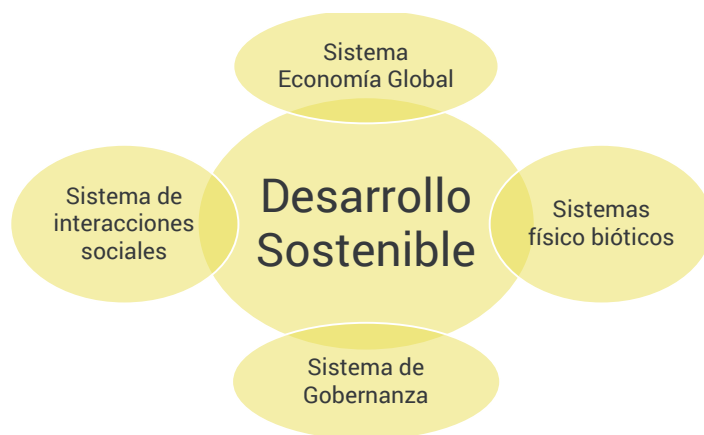 Sistema
Economía Global
Sistema de
interacciones
sociales
Desarrollo
Sostenible
Sistemas
físico bióticos
Sistema de
Gobernanza